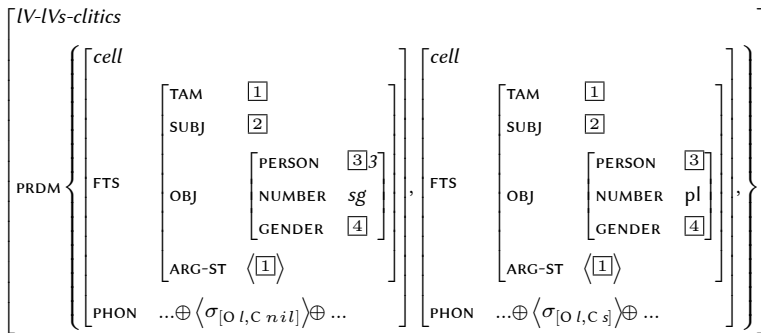 lV-lVs-clitics
PRDM
cell cell
TAM 1 TAM 1
SUBJ 2 SUBJ 2
PERSON 3 3 PERSON 3
FTS OBJ NUMBER sg , FTS OBJ NUMBER pl ,
GENDER 4 GENDER 4
ARG-ST ⟨1⟩ ARG-ST ⟨1⟩
PHON ...⊕⟨σ[O l,C nil]⟩⊕ ... PHON ...⊕⟨σ[O l,C s]⟩⊕ ...